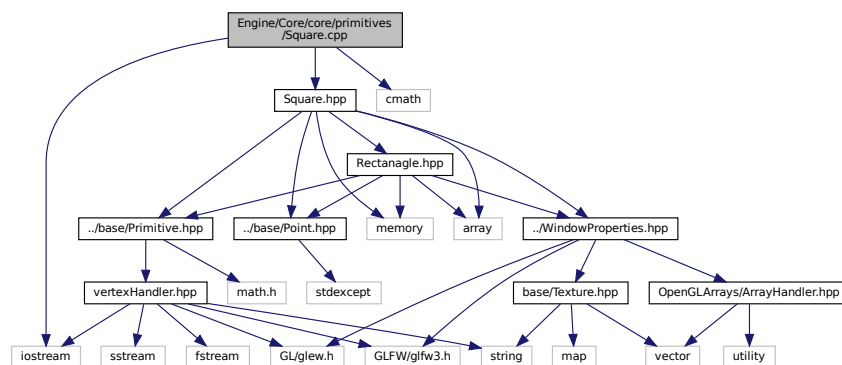 Engine/Core/core/primitives
/Square.cpp
Square.hpp
cmath
Rectanagle.hpp
../base/Primitive.hpp
../base/Point.hpp
memory
array
../WindowProperties.hpp
vertexHandler.hpp
math.h
stdexcept
base/Texture.hpp
OpenGLArrays/ArrayHandler.hpp
iostream
sstream
fstream
GL/glew.h
GLFW/glfw3.h
string
map
vector
utility